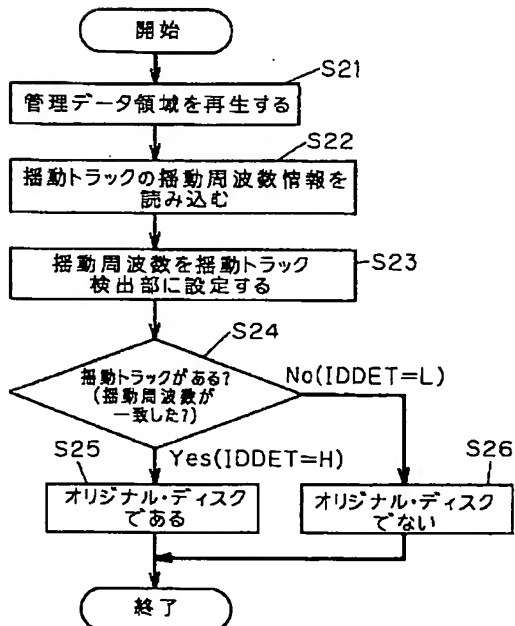 開始
S21
管理データ領域を再生する
S22
揺動トラックの揺動周波数情報を
読み込む
S23
揺動周波数を揺動トラック
検出部に設定する
S24
揺動トラックがある?
(揺動周波数が
一致した?)
No(IDDET=L)
S25
Yes(IDDET=H)
S26
オリジナル・ディスク
である
オリジナル・ディスク
でない
終了